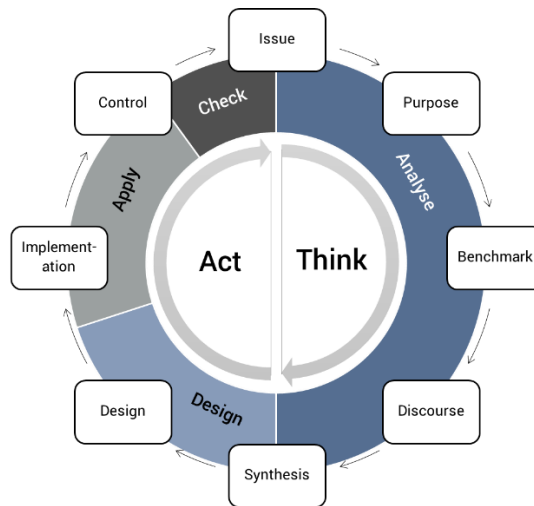 Issue
Control
Check
Purpose
Apply
Analyse
Implement-
ation
Act
Think
Benchmark
Design
Design
Discourse
Synthesis